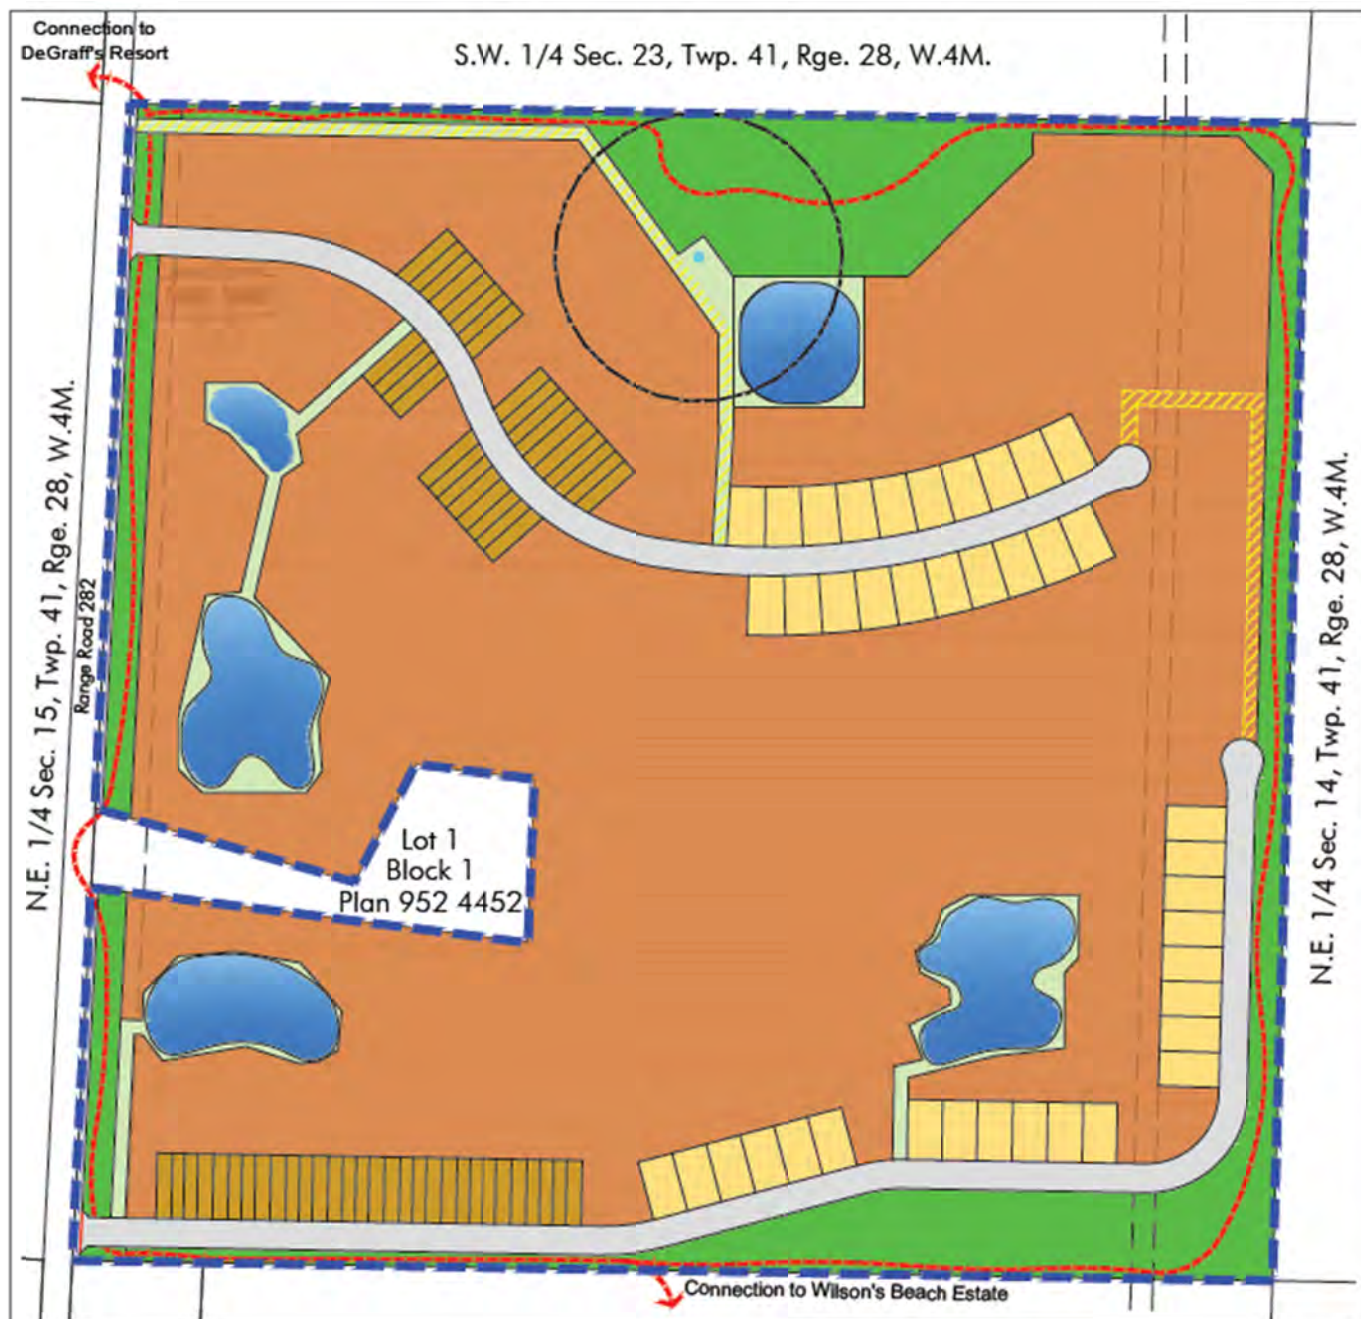 Connection to
DeGraff's Resort
S.W. 1/4 Sec. 23, Twp. 41, Rge. 28, W.4M.
N.E. 1/4 Sec. 15, Twp. 41, Rge. 28, W.4M.
Range Road 282
Lot 1
Block 1
Plan 952 4452
N.E. 1/4 Sec. 14, Twp. 41, Rge. 28, W.4M.
Connection to Wilson's Beach Estate